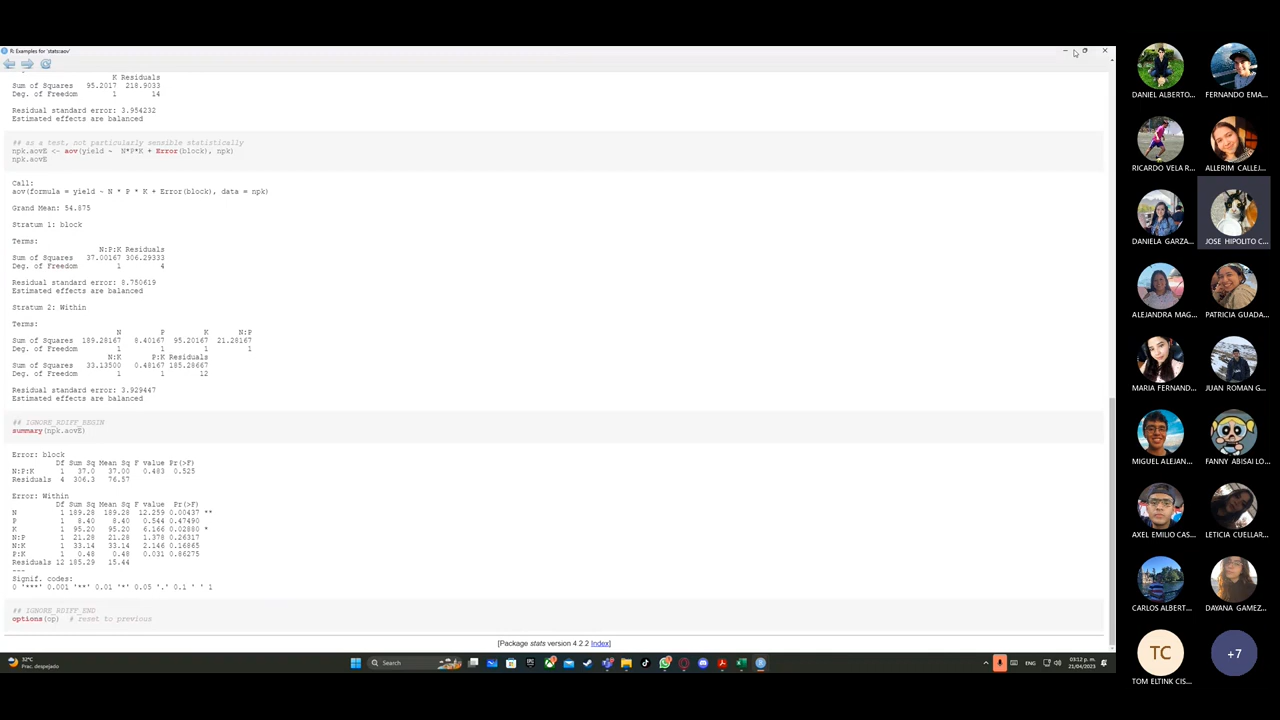 R: Examples for 'stats::aov'
K Residuals
Sum of Squares 95.2017 218.9033
Deg. of Freedom 1 14
Residual standard error: 3.954232
Estimated effects are balanced
## as a test, not particularly sensible statistically
npk.aovE <- aov(yield ~ N*P*K + Error(block), npk)
npk.aovE
Call:
aov(formula = yield ~ N * P * K + Error(block), data = npk)
Grand Mean: 54.875
Stratum 1: block
Terms:
N:P:K Residuals
Sum of Squares 37.00167 306.29333
Deg. of Freedom 1 4
Residual standard error: 8.750619
Estimated effects are balanced
Stratum 2: Within
Terms:
N P K N:P
Sum of Squares 189.28167 8.40167 95.20167 21.28167
Deg. of Freedom 1 1 1 1
N:K P:K Residuals
Sum of Squares 33.13500 0.48167 185.28667
Deg. of Freedom 1 1 12
Residual standard error: 3.929447
Estimated effects are balanced
## IGNORE_RDIFF_BEGIN
summary(npk.aovE)
Error: block
Df Sum Sq Mean Sq F value Pr(>F)
N:P:K 1 37.0 37.00 0.483 0.525
Residuals 4 306.3 76.57
Error: Within
Df Sum Sq Mean Sq F value Pr(>F)
N 1 189.28 189.28 12.259 0.00437 **
P 1 8.40 8.40 0.544 0.47490
K 1 95.20 95.20 6.166 0.02880 *
N:P 1 21.28 21.28 1.378 0.26317
N:K 1 33.14 33.14 2.146 0.16865
P:K 1 0.48 0.48 0.031 0.86275
Residuals 12 185.29 15.44
---
Signif. codes:
0 '***' 0.001 '**' 0.01 '*' 0.05 '.' 0.1 ' ' 1
## IGNORE_RDIFF_END
options(op) # reset to previous
[Package stats version 4.2.2 Index]
32°C
Prac. despejado
Search
ENG
03:12 p. m.
21/04/2023
DANIEL ALBERTO... FERNANDO EMA...
RICARDO VELA R... ALLERIM CALLEJ...
DANIELA GARZA... JOSE HIPOLITO C...
ALEJANDRA MAG... PATRICIA GUADA...
MARIA FERNAND... JUAN ROMAN G...
MIGUEL ALEJAN... FANNY ABISAI LO...
AXEL EMILIO CAS... LETICIA CUELLAR...
CARLOS ALBERT... DAYANA GAMEZ...
TC +7
TOM ELTINK CIS...